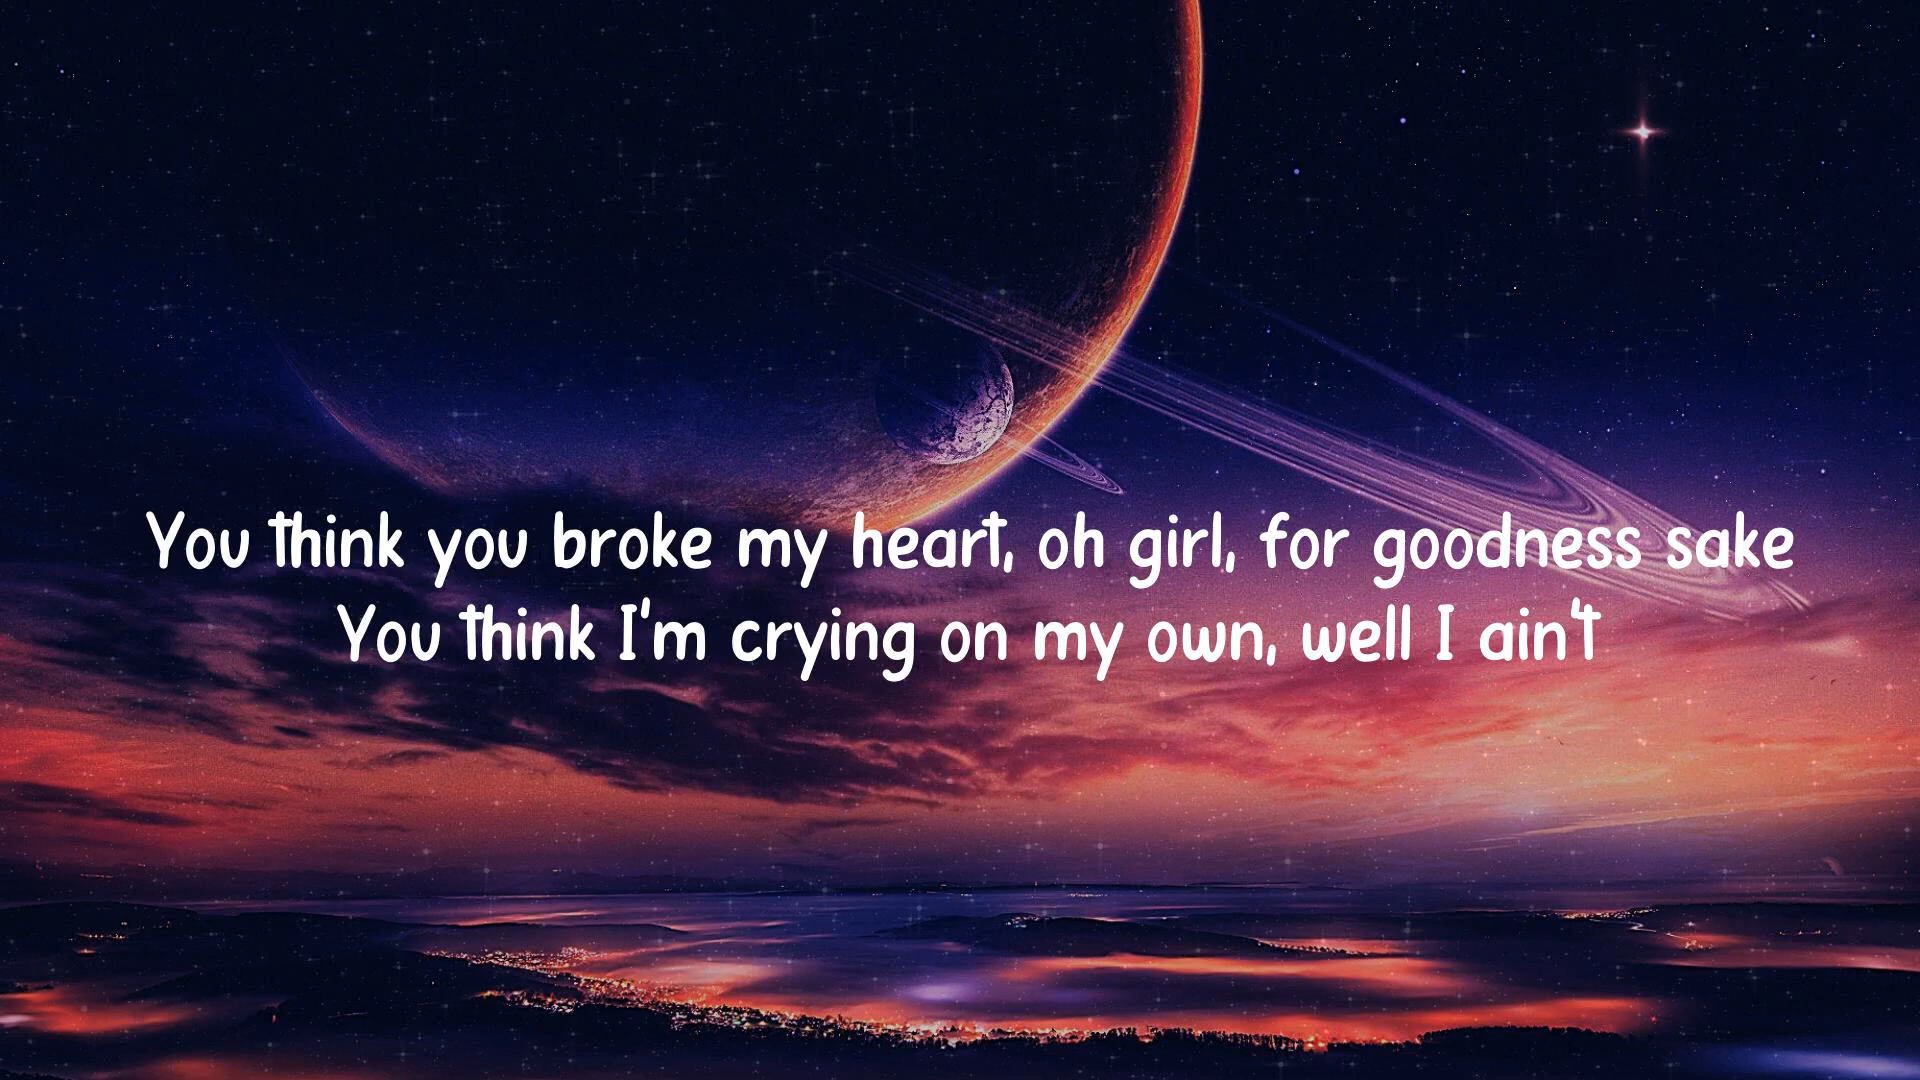 You think you broke my heart, oh girl, for goodness sake
You think I'm crying on my own, well I ain't